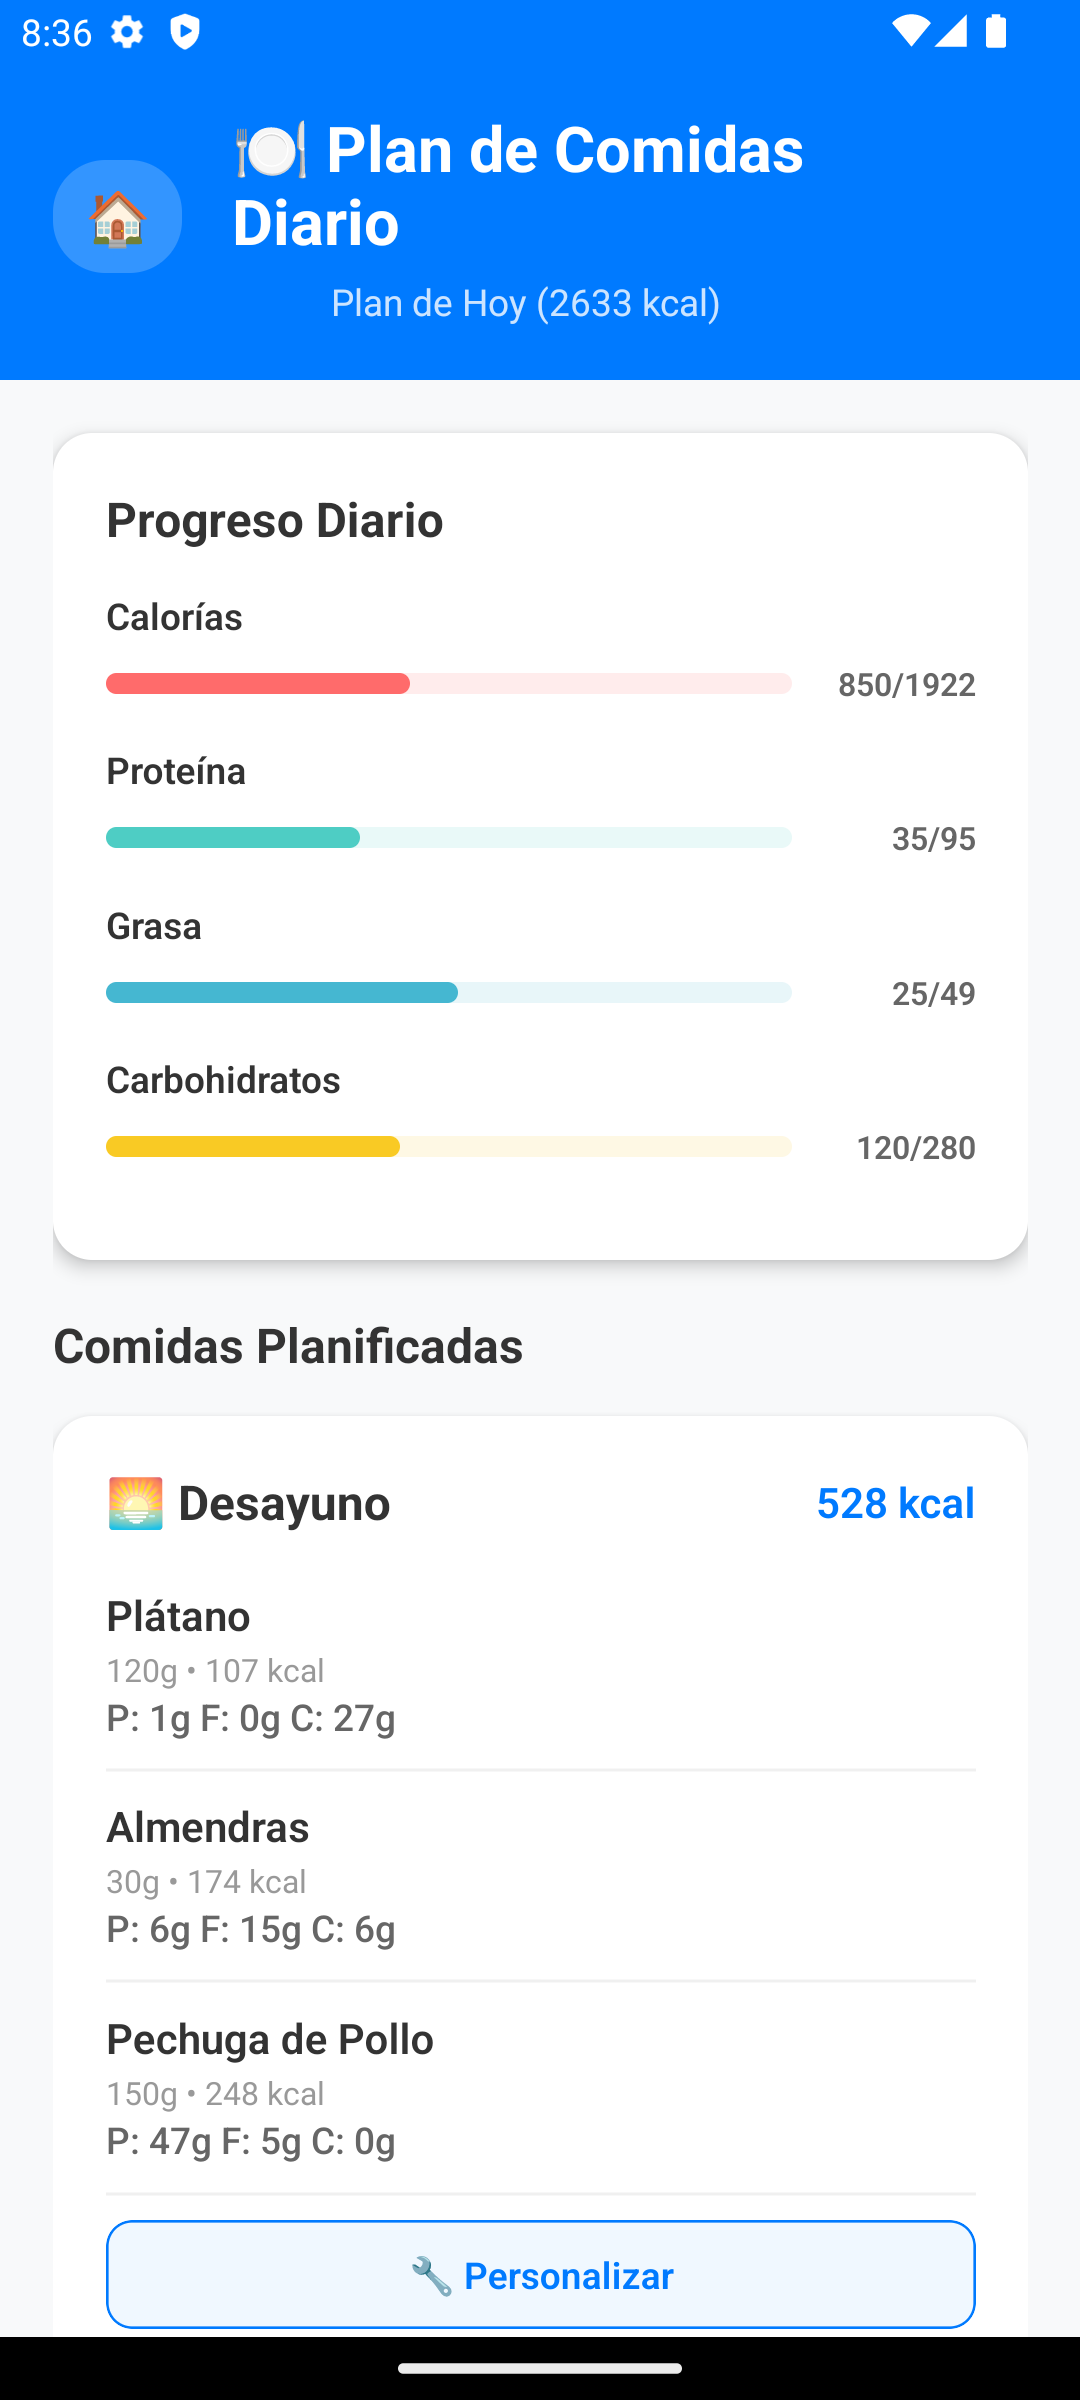 8:36
Plan de Comidas
Diario
Plan de Hoy (2633 kcal)
Progreso Diario
Calorías
850/1922
Proteína
35/95
Grasa
25/49
Carbohidratos
120/280
Comidas Planificadas
Desayuno
528 kcal
Plátano
120g • 107 kcal
P: 1g F: 0g C: 27g
Almendras
30g • 174 kcal
P: 6g F: 15g C: 6g
Pechuga de Pollo
150g • 248 kcal
P: 47g F: 5g C: 0g
Personalizar